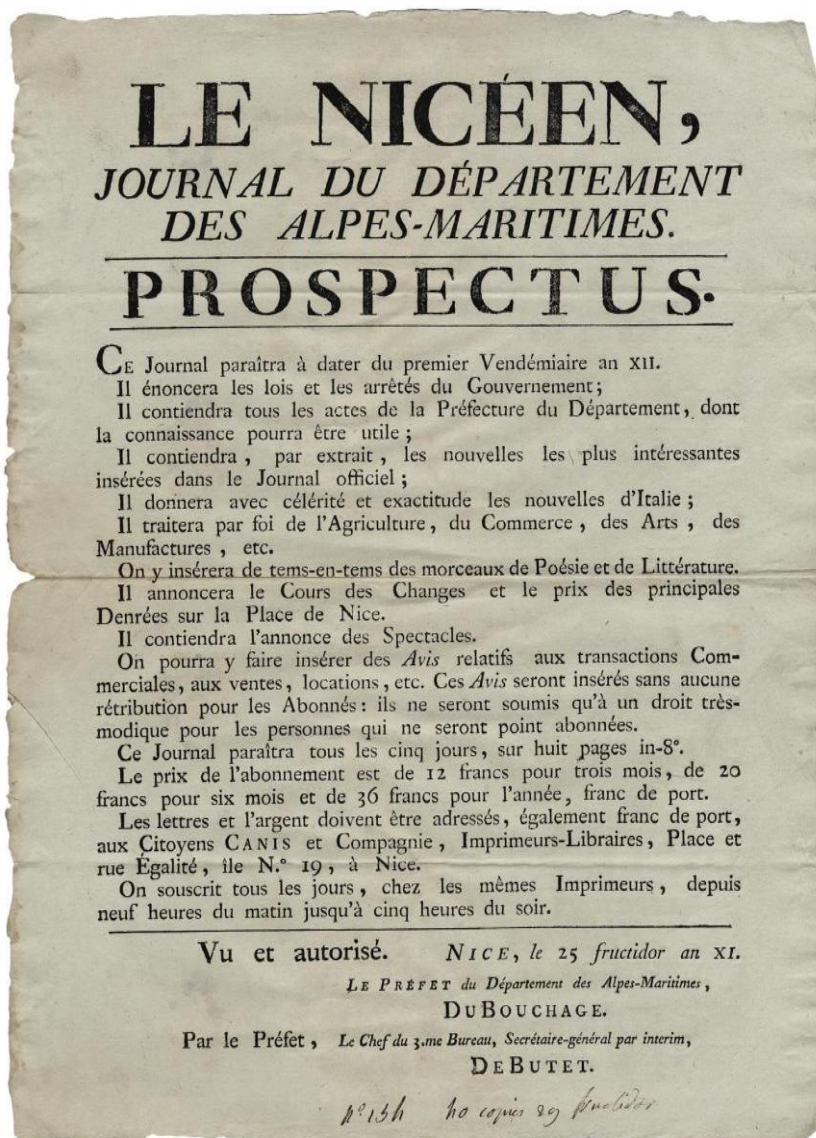 LE NICÉEN,
JOURNAL DU DÉPARTEMENT
DES ALPES-MARITIMES.
PROSPECTUS.
CE Journal paraîtra à dater du premier Vendémiaire an XII.
Il énoncera les lois et les arrêtés du Gouvernement;
Il contiendra tous les actes de la Préfecture du Département, dont
la connaissance pourra être utile;
Il contiendra, par extrait, les nouvelles les plus intéressantes
insérées dans le Journal officiel;
Il donnera avec célérité et exactitude les nouvelles d'Italie;
Il traitera par foi de l'Agriculture, du Commerce, des Arts, des
Manufactures, etc.
On y insérera de tems-en-tems des morceaux de Poésie et de Littérature.
Il annoncera le Cours des Changes et le prix des principales
Denrées sur la Place de Nice.
Il contiendra l'annonce des Spectacles.
On pourra y faire insérer des Avis relatifs aux transactions Com-
merciales, aux ventes, locations, etc. Ces Avis seront insérés sans aucune
rétribution pour les Abonnés: ils ne seront soumis qu'à un droit très-
modique pour les personnes qui ne seront point abonnées.
Ce Journal paraîtra tous les cinq jours, sur huit pages in-8°.
Le prix de l'abonnement est de 12 francs pour trois mois, de 20
francs pour six mois et de 36 francs pour l'année, franc de port.
Les lettres et l'argent doivent être adressés, également franc de port,
aux Citoyens CANIS et Compagnie, Imprimeurs-Libraires, Place et
rue Égalité, île N.° 19, à Nice.
On souscrit tous les jours, chez les mêmes Imprimeurs, depuis
neuf heures du matin jusqu'à cinq heures du soir.
Vu et autorisé. NICE, le 25 fructidor an XI.
LE PRÉFET du Département des Alpes-Maritimes,
DUBOUCHAGE.
Par le Préfet, Le Chef du 3.me Bureau, Secrétaire-général par interim,
DEBUTET.
copies 29 fructidor